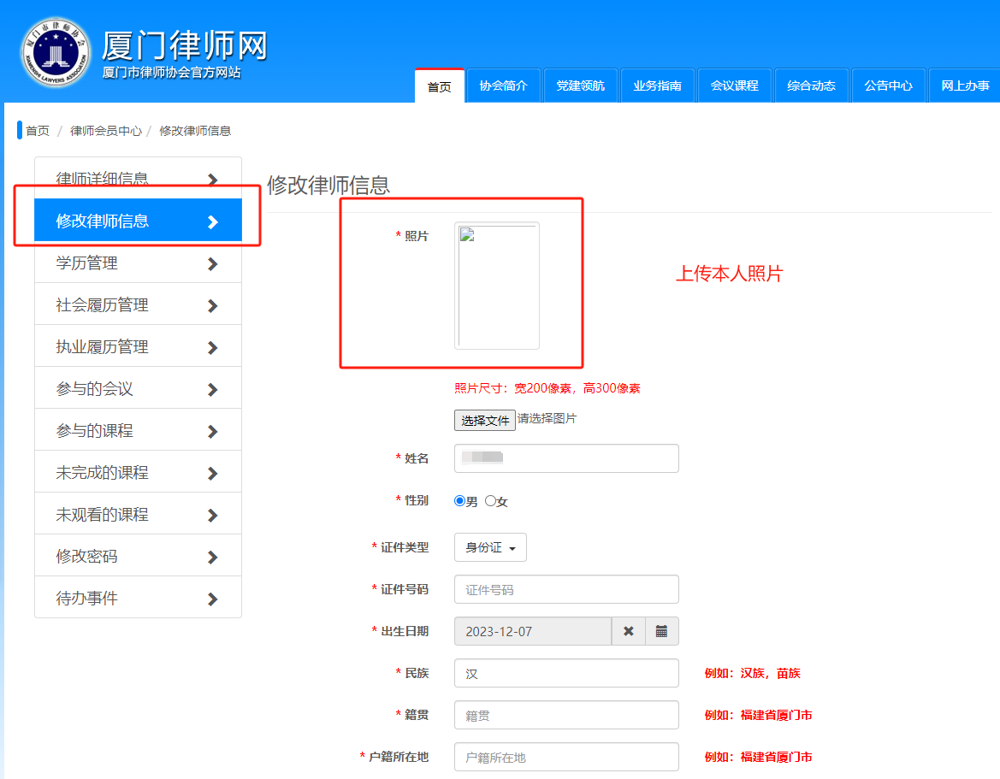 厦门律师网
厦门市律师协会官方网站
首页 协会简介 党建领航 业务指南 会议课程 综合动态 公告中心 网上办事
首页 / 律师会员中心 / 修改律师信息
律师详细信息
修改律师信息
学历管理
社会履历管理
执业履历管理
参与的会议
参与的课程
未完成的课程
未观看的课程
修改密码
待办事件
修改律师信息
* 照片
上传本人照片
照片尺寸：宽200像素，高300像素
选择文件 请选择图片
* 姓名
* 性别 男 女
* 证件类型 身份证
* 证件号码 证件号码
* 出生日期 2023-12-07
* 民族 汉 例如：汉族，苗族
* 籍贯 籍贯 例如：福建省厦门市
* 户籍所在地 户籍所在地 例如：福建省厦门市